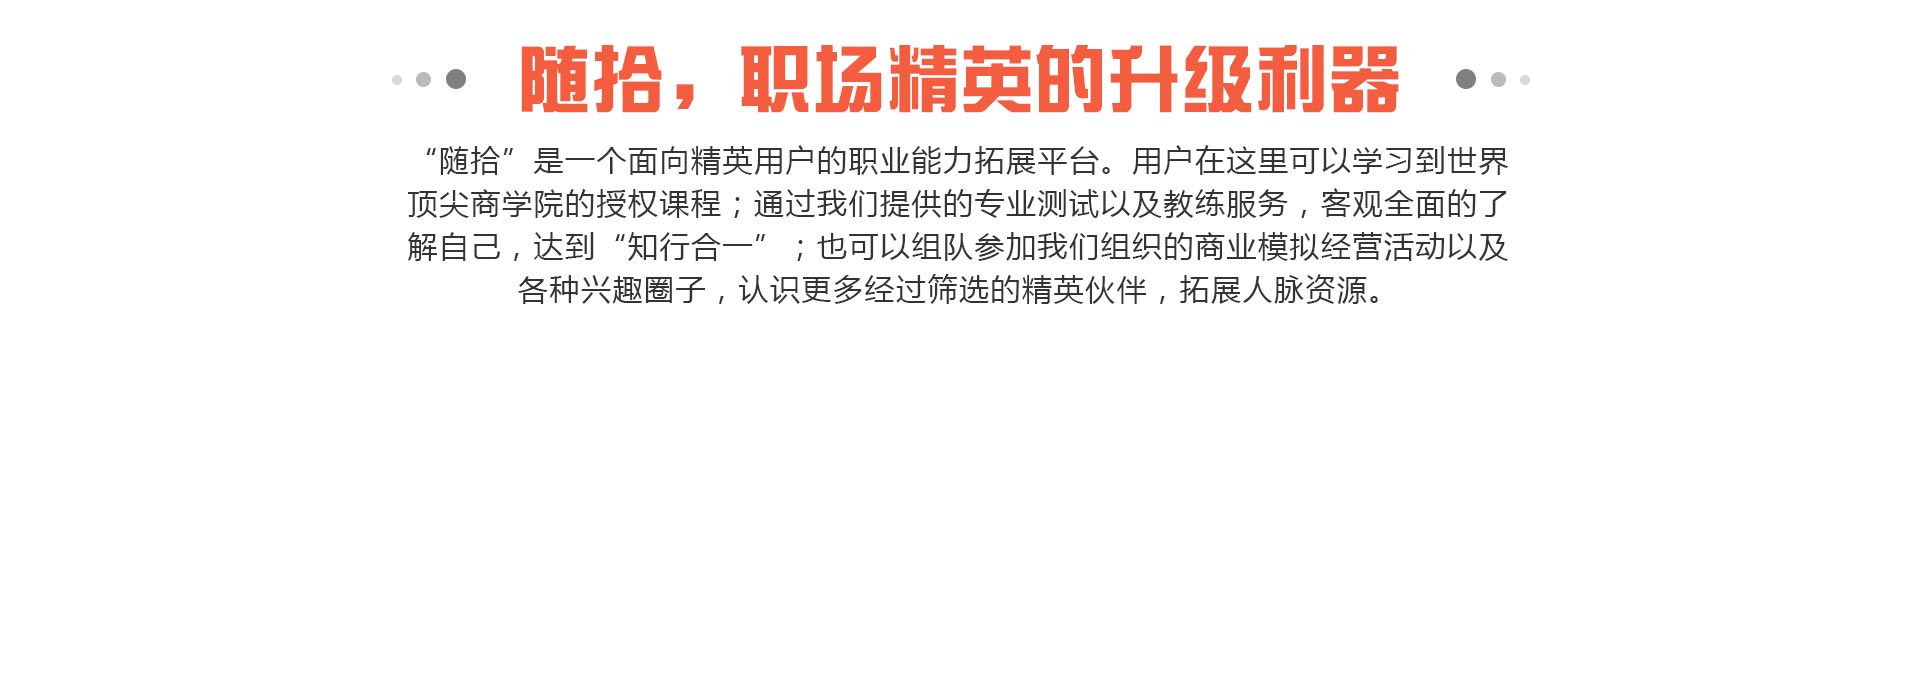 随拾，职场精英的升级利器
“随拾”是一个面向精英用户的职业能力拓展平台。用户在这里可以学习到世界
顶尖商学院的授权课程；通过我们提供的专业测试以及教练服务，客观全面的了
解自己，达到“知行合一”；也可以组队参加我们组织的商业模拟经营活动以及
各种兴趣圈子，认识更多经过筛选的精英伙伴，拓展人脉资源。